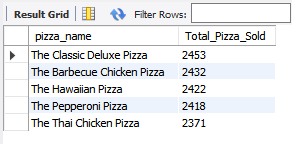 Result Grid Filter Rows:
pizza_name Total_Pizza_Sold
The Classic Deluxe Pizza 2453
The Barbecue Chicken Pizza 2432
The Hawaiian Pizza 2422
The Pepperoni Pizza 2418
The Thai Chicken Pizza 2371